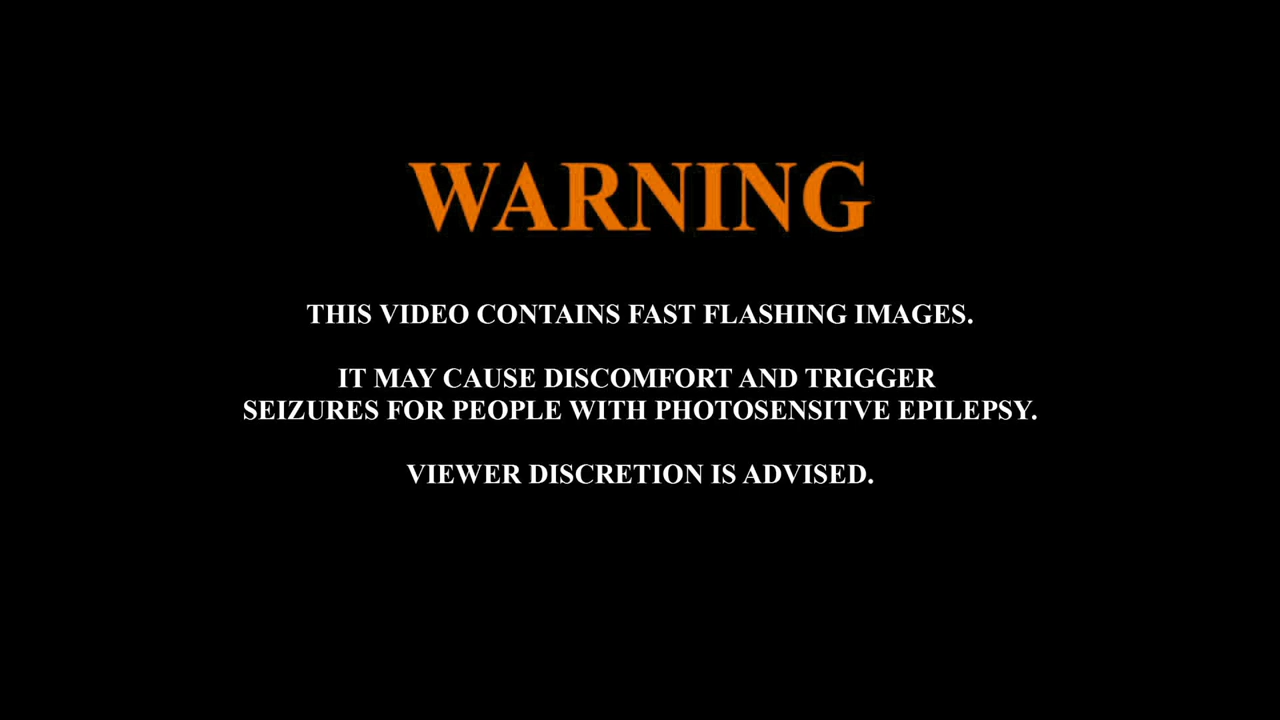 WARNING
THIS VIDEO CONTAINS FAST FLASHING IMAGES.
IT MAY CAUSE DISCOMFORT AND TRIGGER
SEIZURES FOR PEOPLE WITH PHOTOSENSITVE EPILEPSY.
VIEWER DISCRETION IS ADVISED.